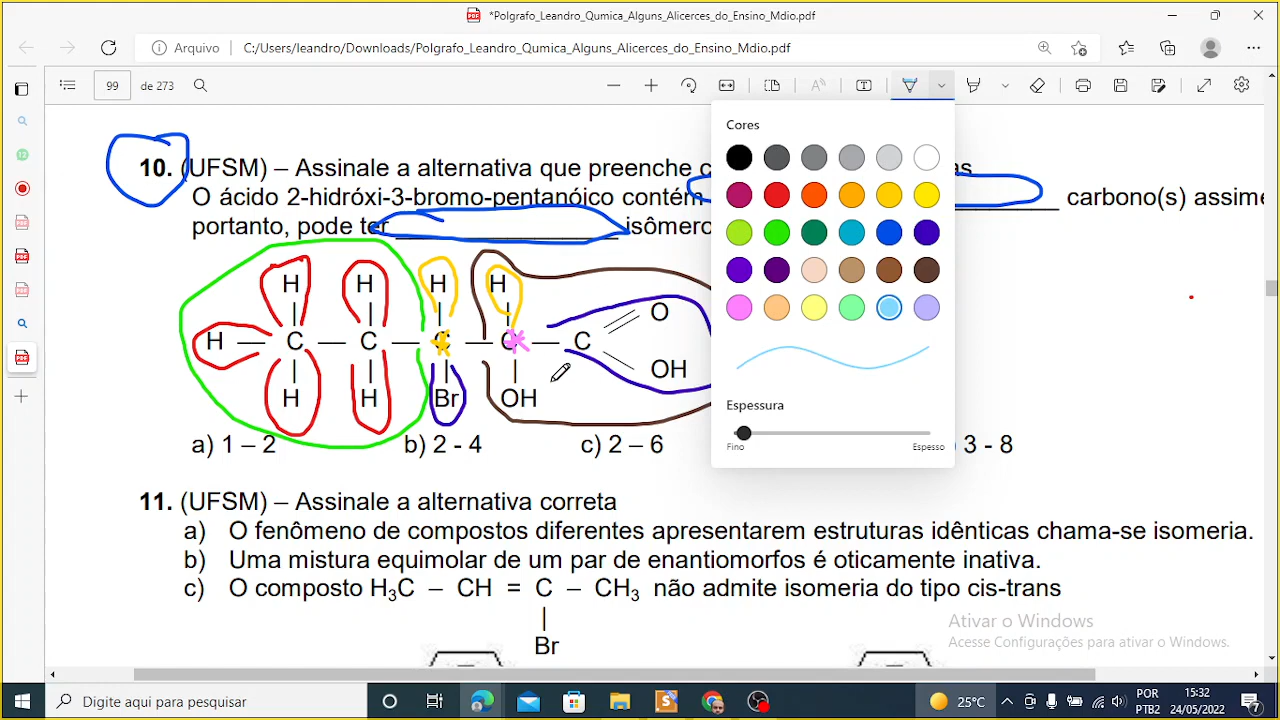 *Polgrafo_Leandro_Qumica_Alguns_Alicerces_do_Ensino_Mdio.pdf
Arquivo
C:/Users/leandro/Downloads/Polgrafo_Leandro_Qumica_Alguns_Alicerces_do_Ensino_Mdio.pdf
99 de 273
Cores
Espessura
Fino Espesso
10. (UFSM) – Assinale a alternativa que preenche
O ácido 2-hidróxi-3-bromo-pentanóico contém ________ carbono(s)
portanto, pode ter ________________
H H H H O
H — C — C — C — C — C
OH
H H Br OH
a) 1 – 2 b) 2 - 4 c) 2 – 6 ) 3 - 8
11. (UFSM) – Assinale a alternativa correta
a) O fenômeno de compostos diferentes apresentarem estruturas idênticas chama-se isomeria.
b) Uma mistura equimolar de um par de enantiomorfos é oticamente inativa.
c) O composto H₃C – CH = C – CH₃ não admite isomeria do tipo cis-trans
|
Br
Ativar o Windows
Acesse Configurações para ativar o Windows.
Digite aqui para pesquisar
25°C
POR
PTB2
15:32
24/05/2022
7